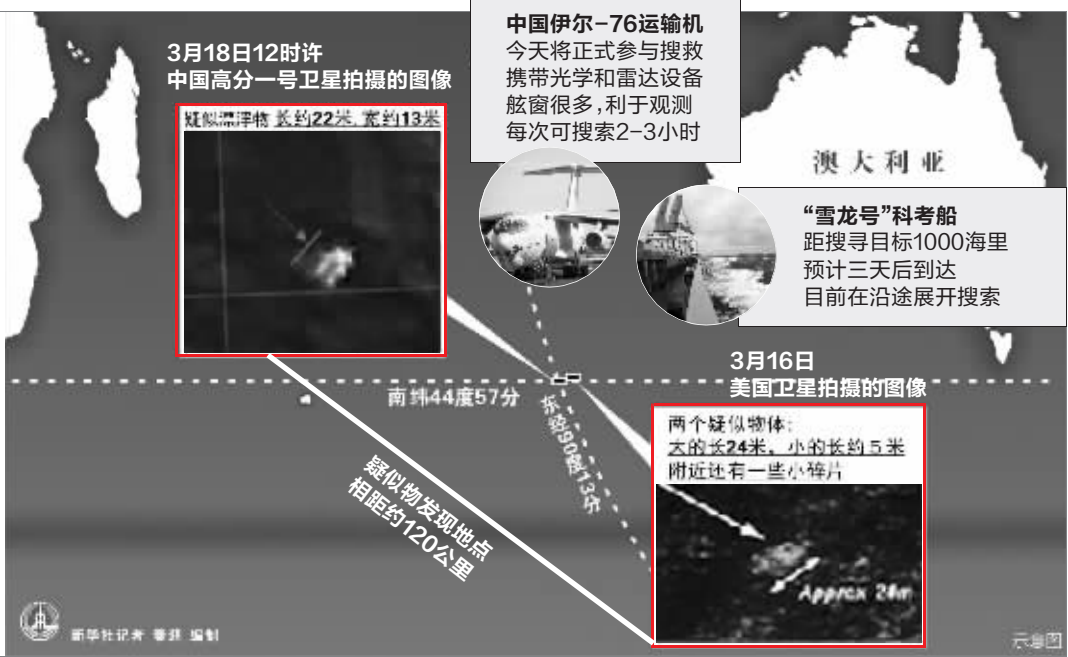 3月18日12时许
中国高分一号卫星拍摄的图像
疑似漂浮物 长约22米, 宽约13米
中国伊尔-76运输机
今天将正式参与搜救
携带光学和雷达设备
舷窗很多,利于观测
每次可搜索2-3小时
澳大利亚
“雪龙号”科考船
距搜寻目标1000海里
预计三天后到达
目前在沿途展开搜索
南纬44度57分
东经90度13分
疑似物发现地点
相距约120公里
3月16日
美国卫星拍摄的图像
两个疑似物体:
大的长24米, 小的长约5米
附近还有一些小碎片
Approx 24m
新华社记者 编制
示意图